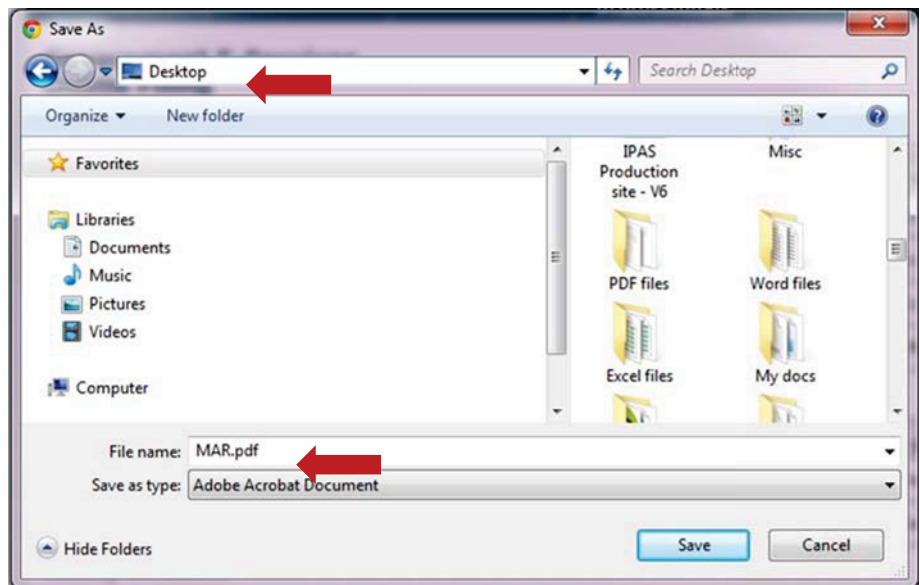 Save As
Desktop
Search Desktop
Organize
New folder
Favorites
Libraries
Documents
Music
Pictures
Videos
Computer
IPAS
Production
site - V6
Misc
PDF files
Word files
Excel files
My docs
File name: MAR.pdf
Save as type: Adobe Acrobat Document
Hide Folders
Save
Cancel